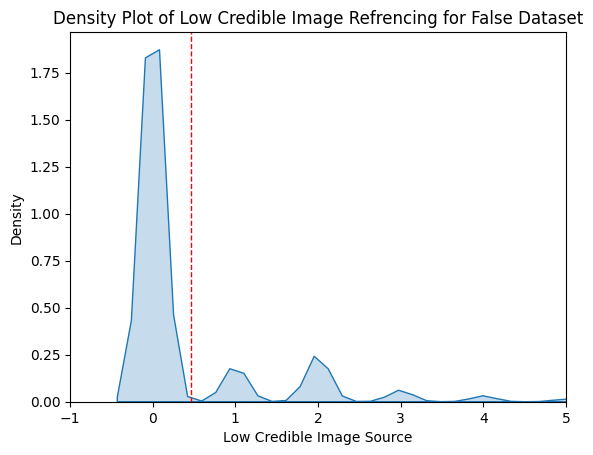 Density Plot of Low Credible Image Refrencing for False Dataset
1.75
1.50
1.25
1.00
0.75
0.50
0.25
0.00
Density
−1 0 1 2 3 4 5
Low Credible Image Source